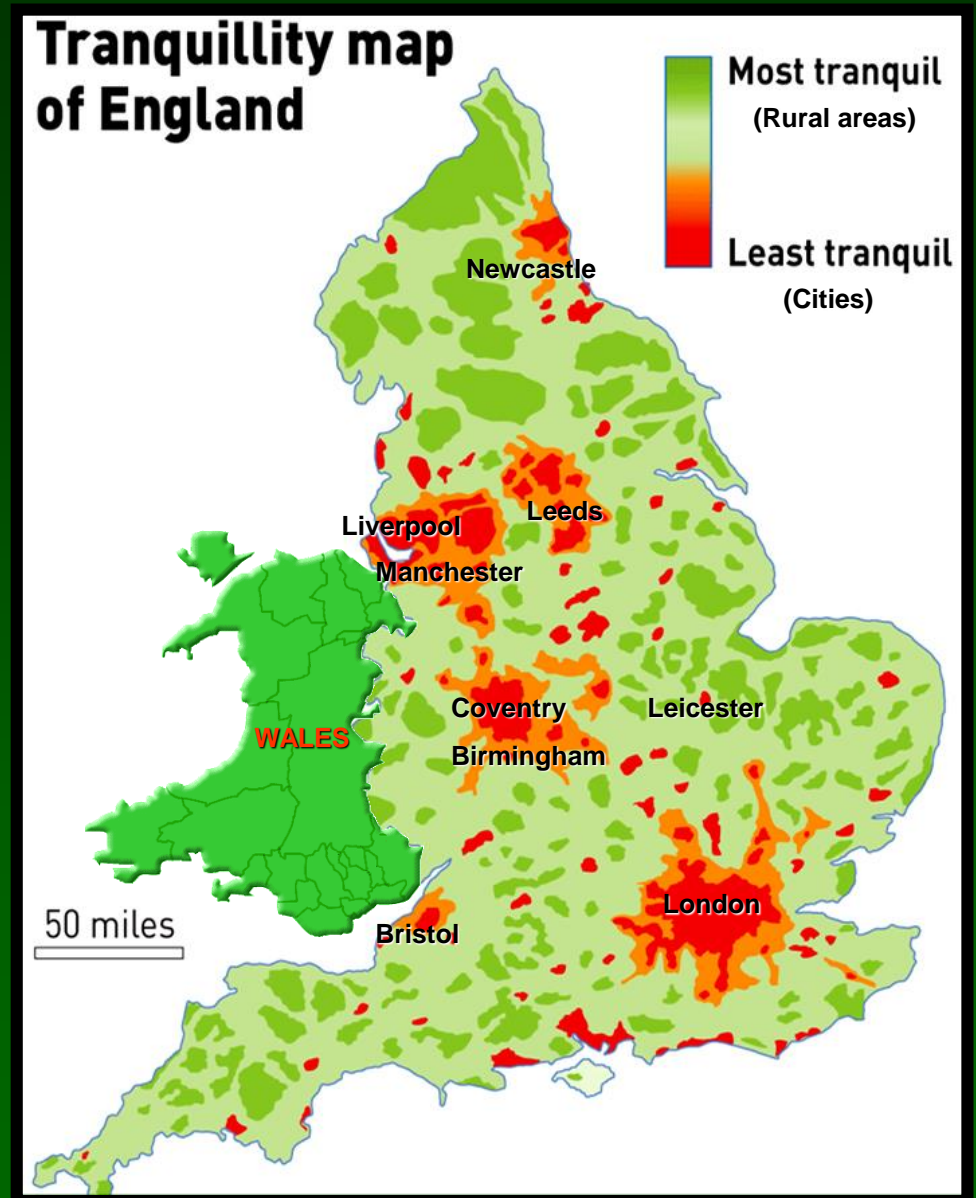 Tranquillity map
of England
Most tranquil
(Rural areas)
Least tranquil
(Cities)
Newcastle
Leeds
Liverpool
Manchester
Coventry
Leicester
WALES
Birmingham
London
50 miles
Bristol